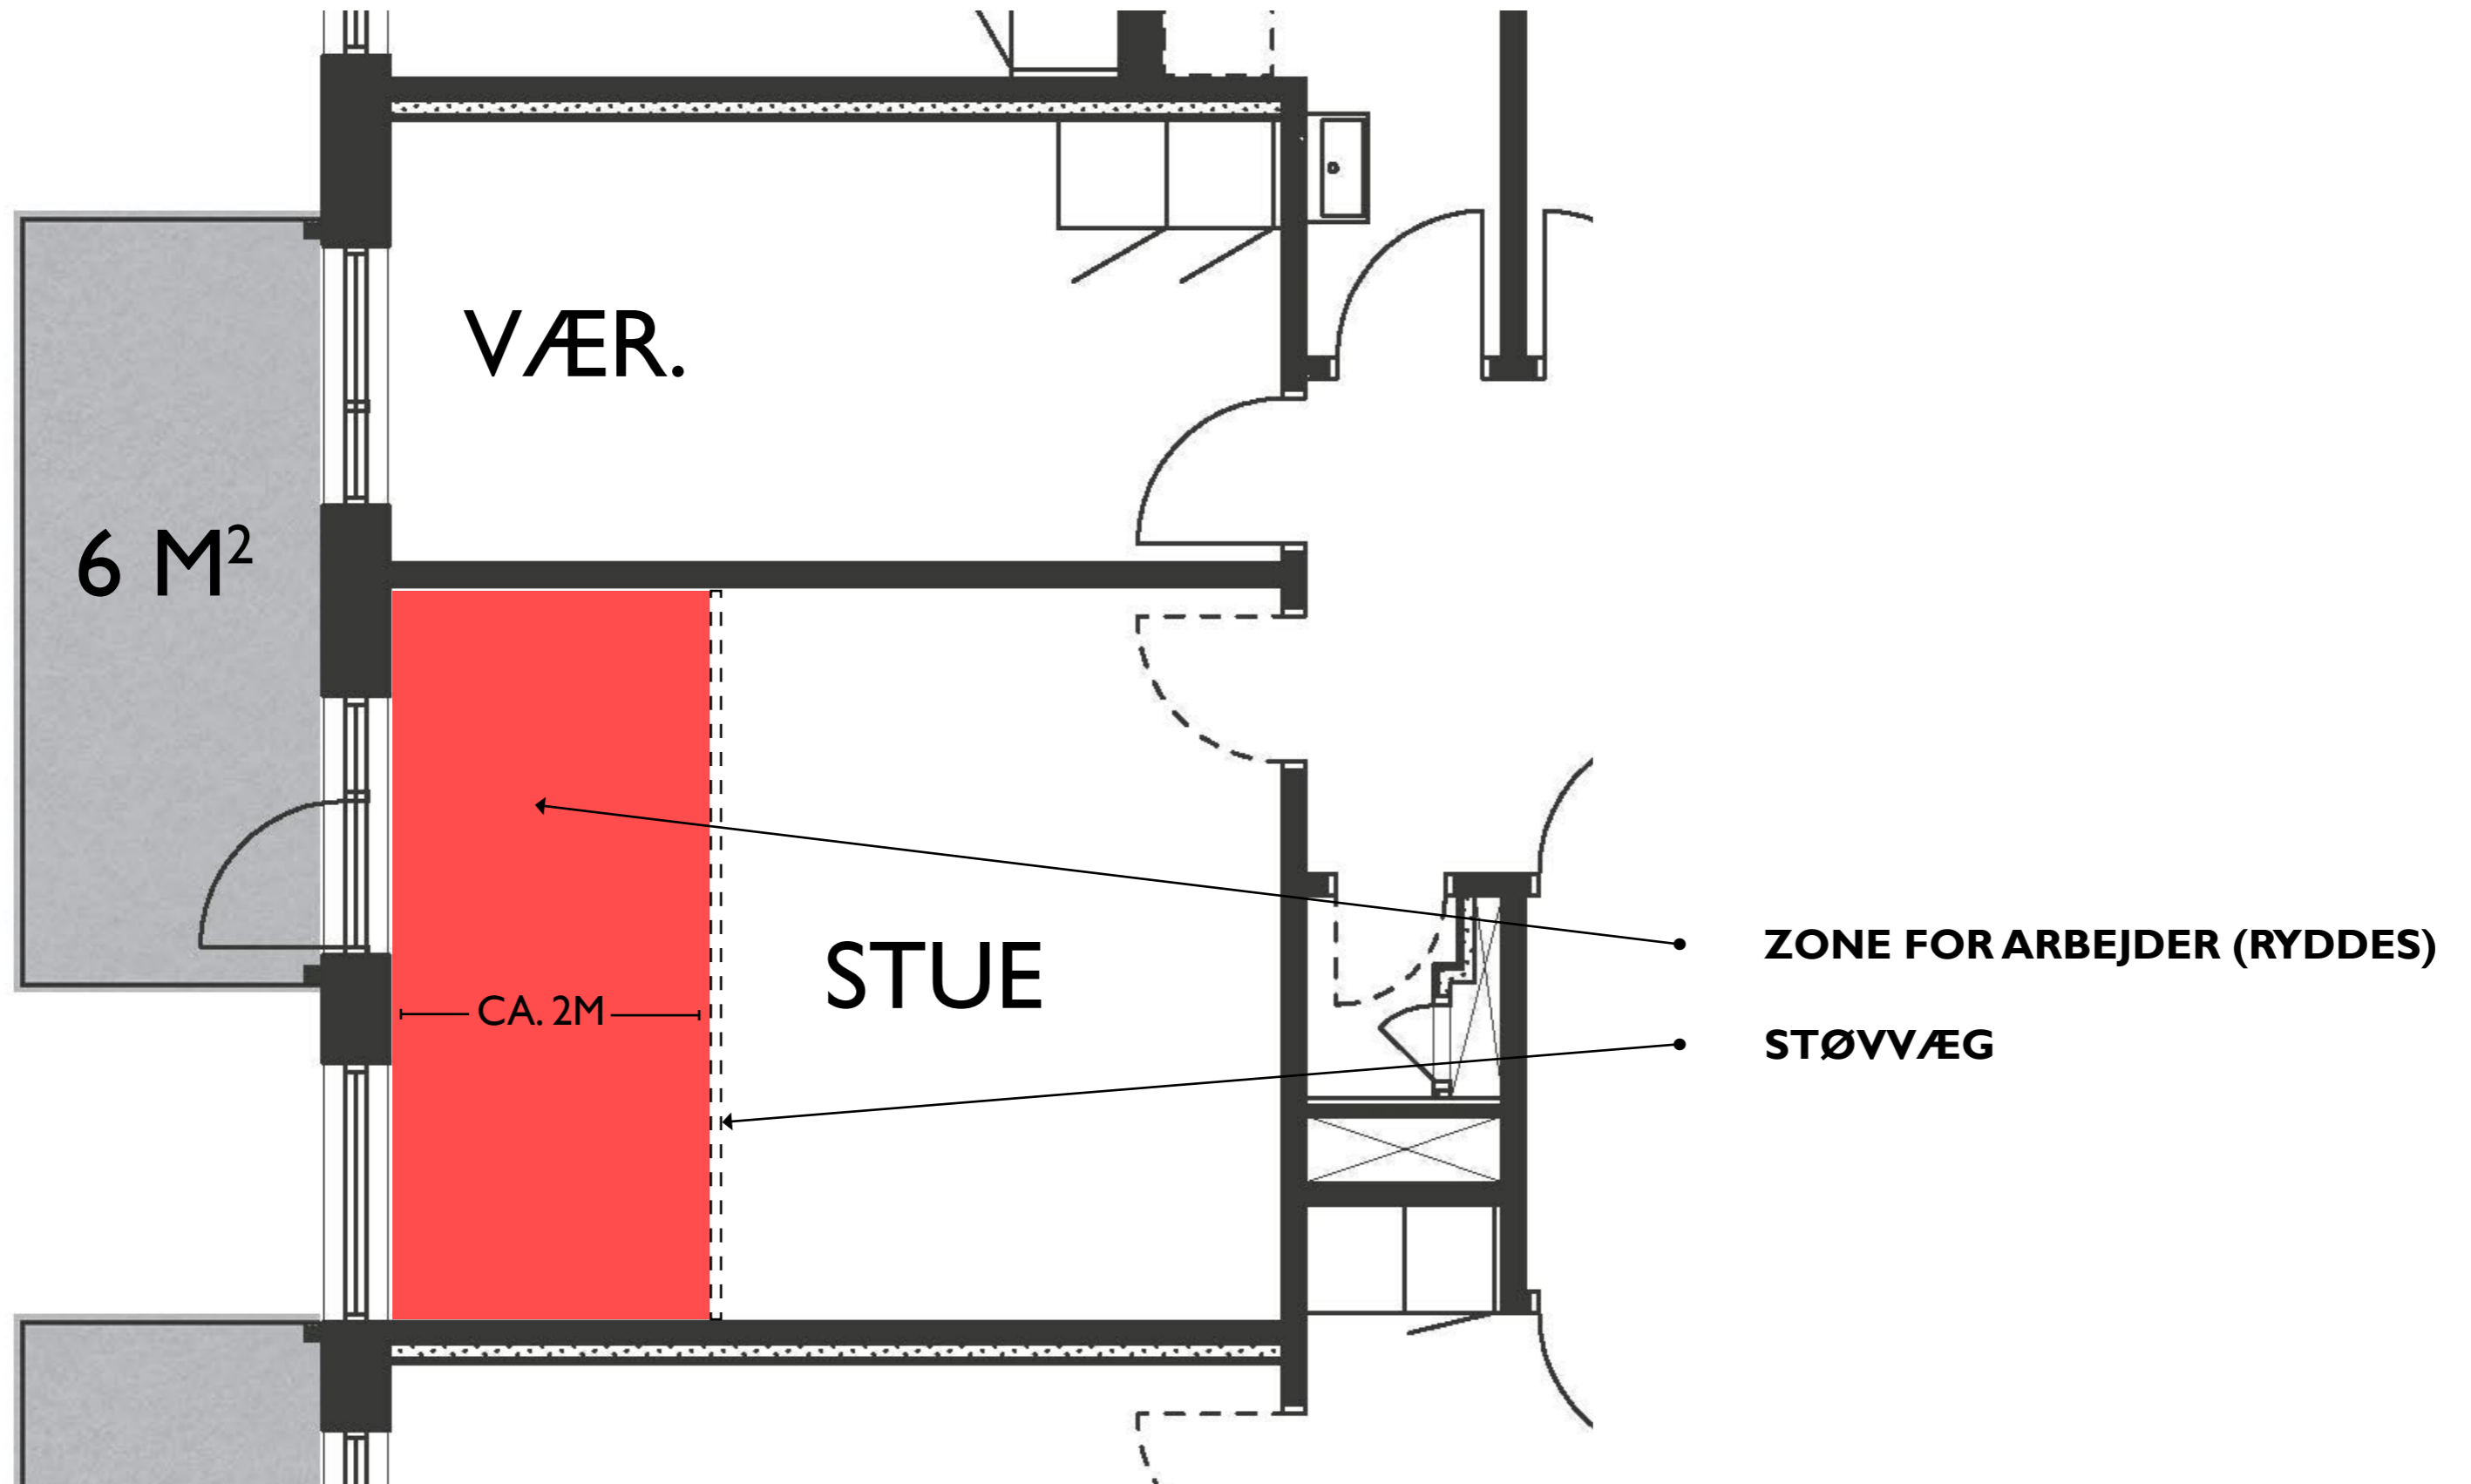 VÆR.
6 M²
STUE
ZONE FOR ARBEJDER (RYDDES)
CA. 2M
STØVVÆG